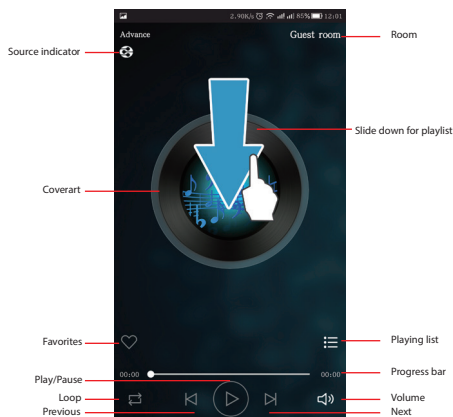 2.90K/s 85% 12:01
Advance
Guest room
Room
Source indicator
Slide down for playlist
Coverart
Favorites
Playing list
00:00
00:00
Progress bar
Play/Pause
Loop
Volume
Previous
Next